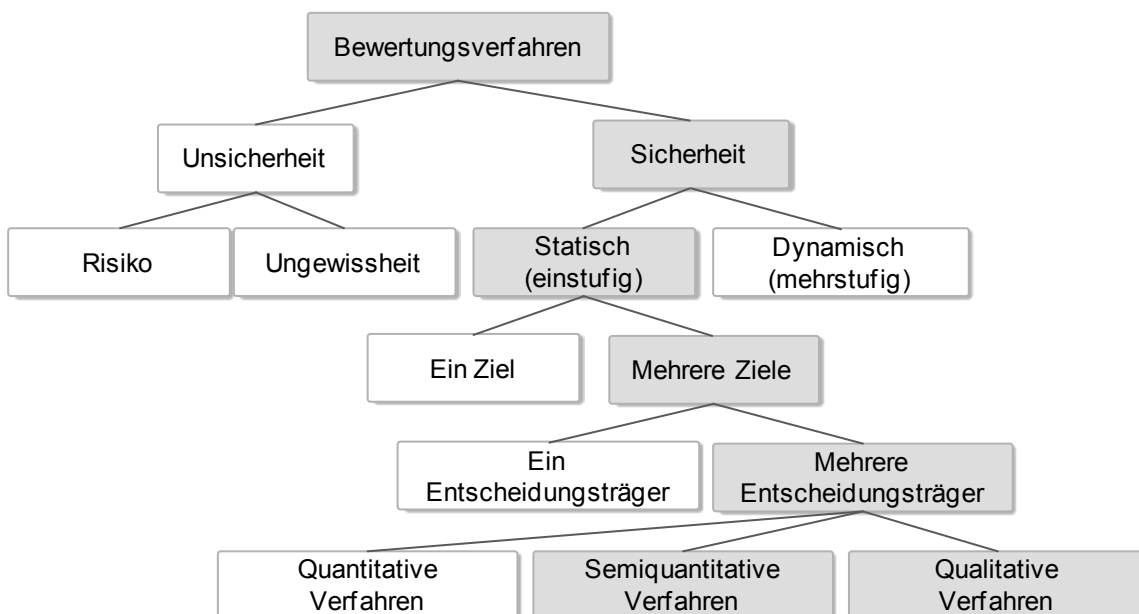 Bewertungsverfahren
Unsicherheit
Sicherheit
Risiko
Ungewissheit
Statisch
(einstufig)
Dynamisch
(mehrstufig)
Ein Ziel
Mehrere Ziele
Ein
Entscheidungsträger
Mehrere
Entscheidungsträger
Quantitative
Verfahren
Semiquantitative
Verfahren
Qualitative
Verfahren